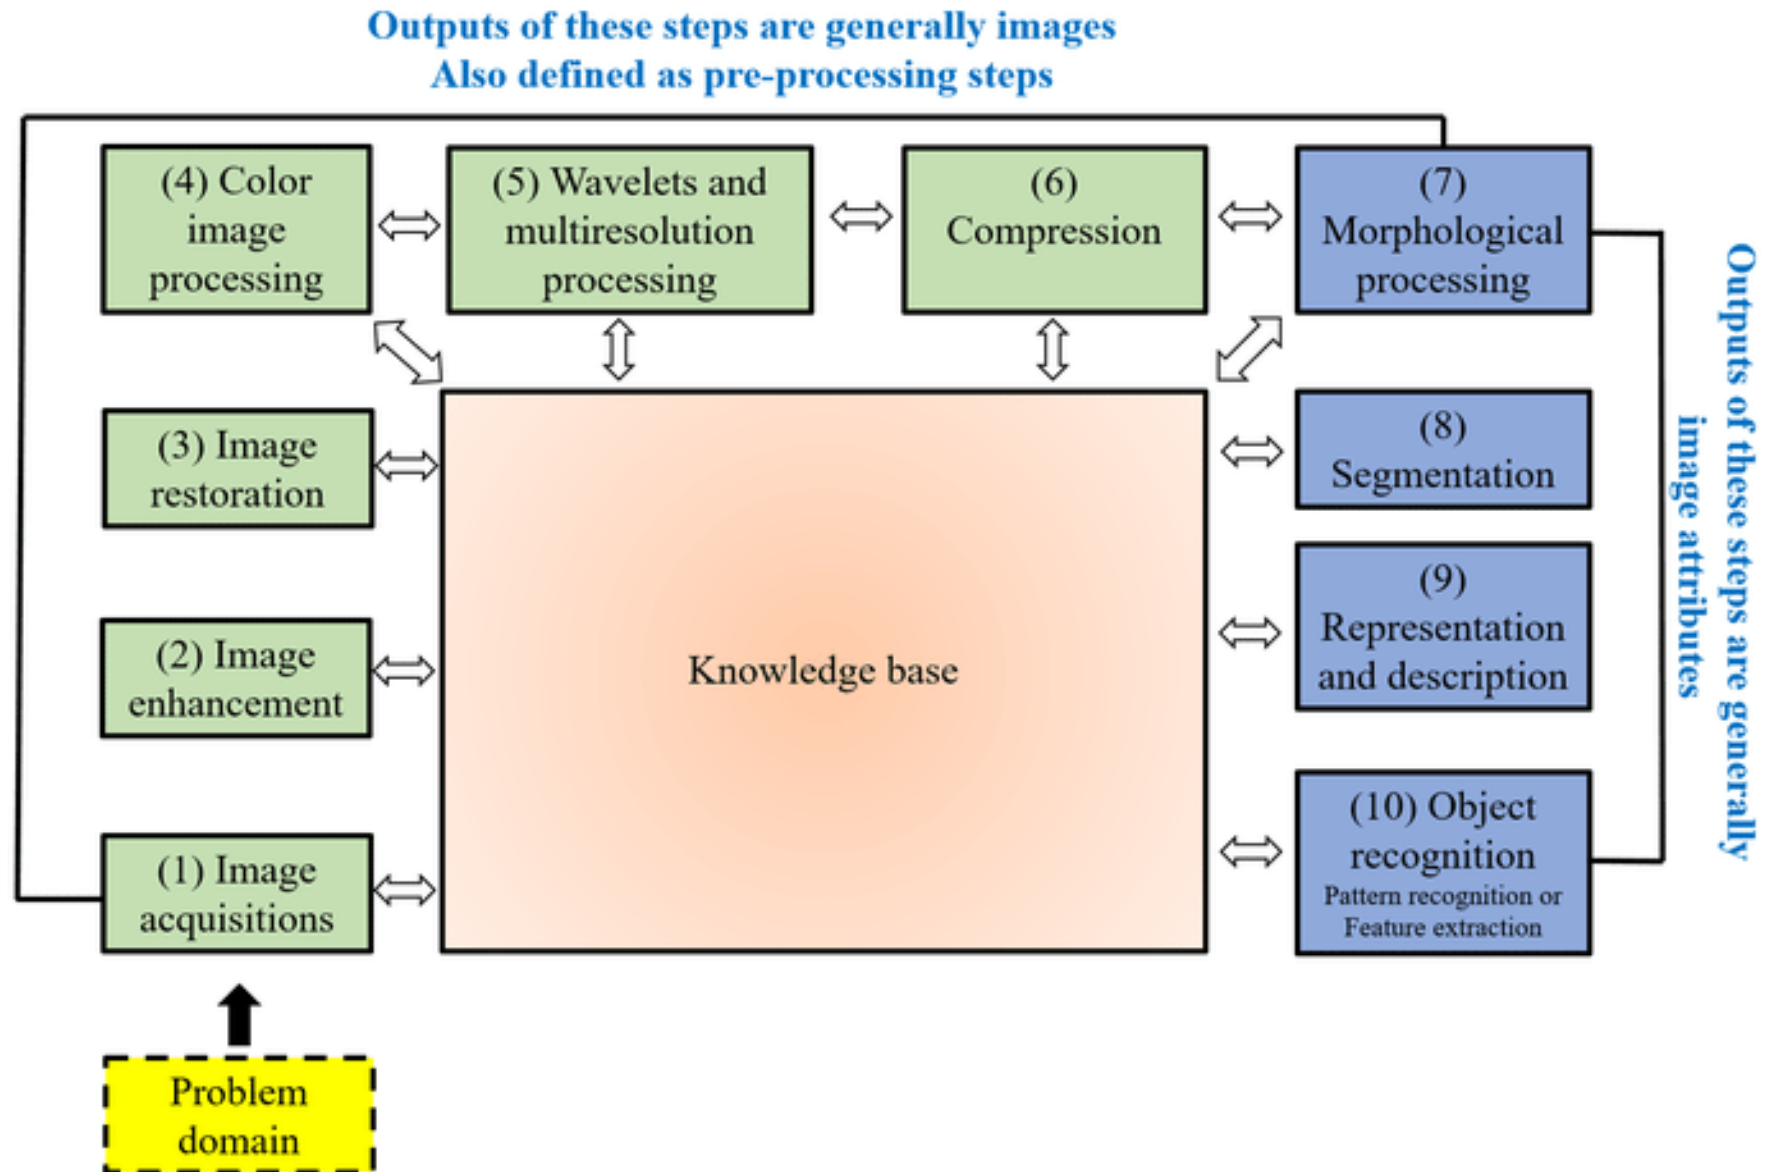 Outputs of these steps are generally images
Also defined as pre-processing steps
(4) Color
image
processing
(5) Wavelets and
multiresolution
processing
(6)
Compression
(7)
Morphological
processing
(3) Image
restoration
(8)
Segmentation
(2) Image
enhancement
Knowledge base
(9)
Representation
and description
(1) Image
acquisitions
(10) Object
recognition
Pattern recognition or
Feature extraction
Outputs of these steps are generally
image attributes
Problem
domain